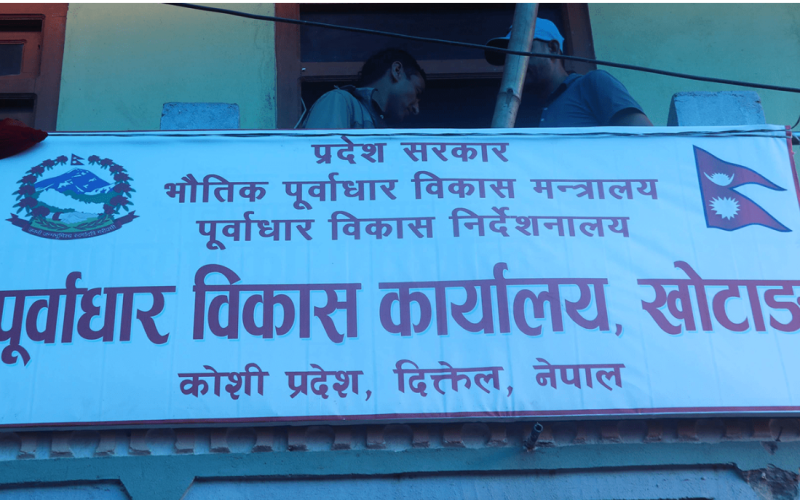 प्रदेश सरकार
भौतिक पूर्वाधार विकास मन्त्रालय
पूर्वाधार विकास निर्देशनालय
पूर्वाधार विकास कार्यालय, खोटाङ
कोशी प्रदेश, दिक्तेल, नेपाल